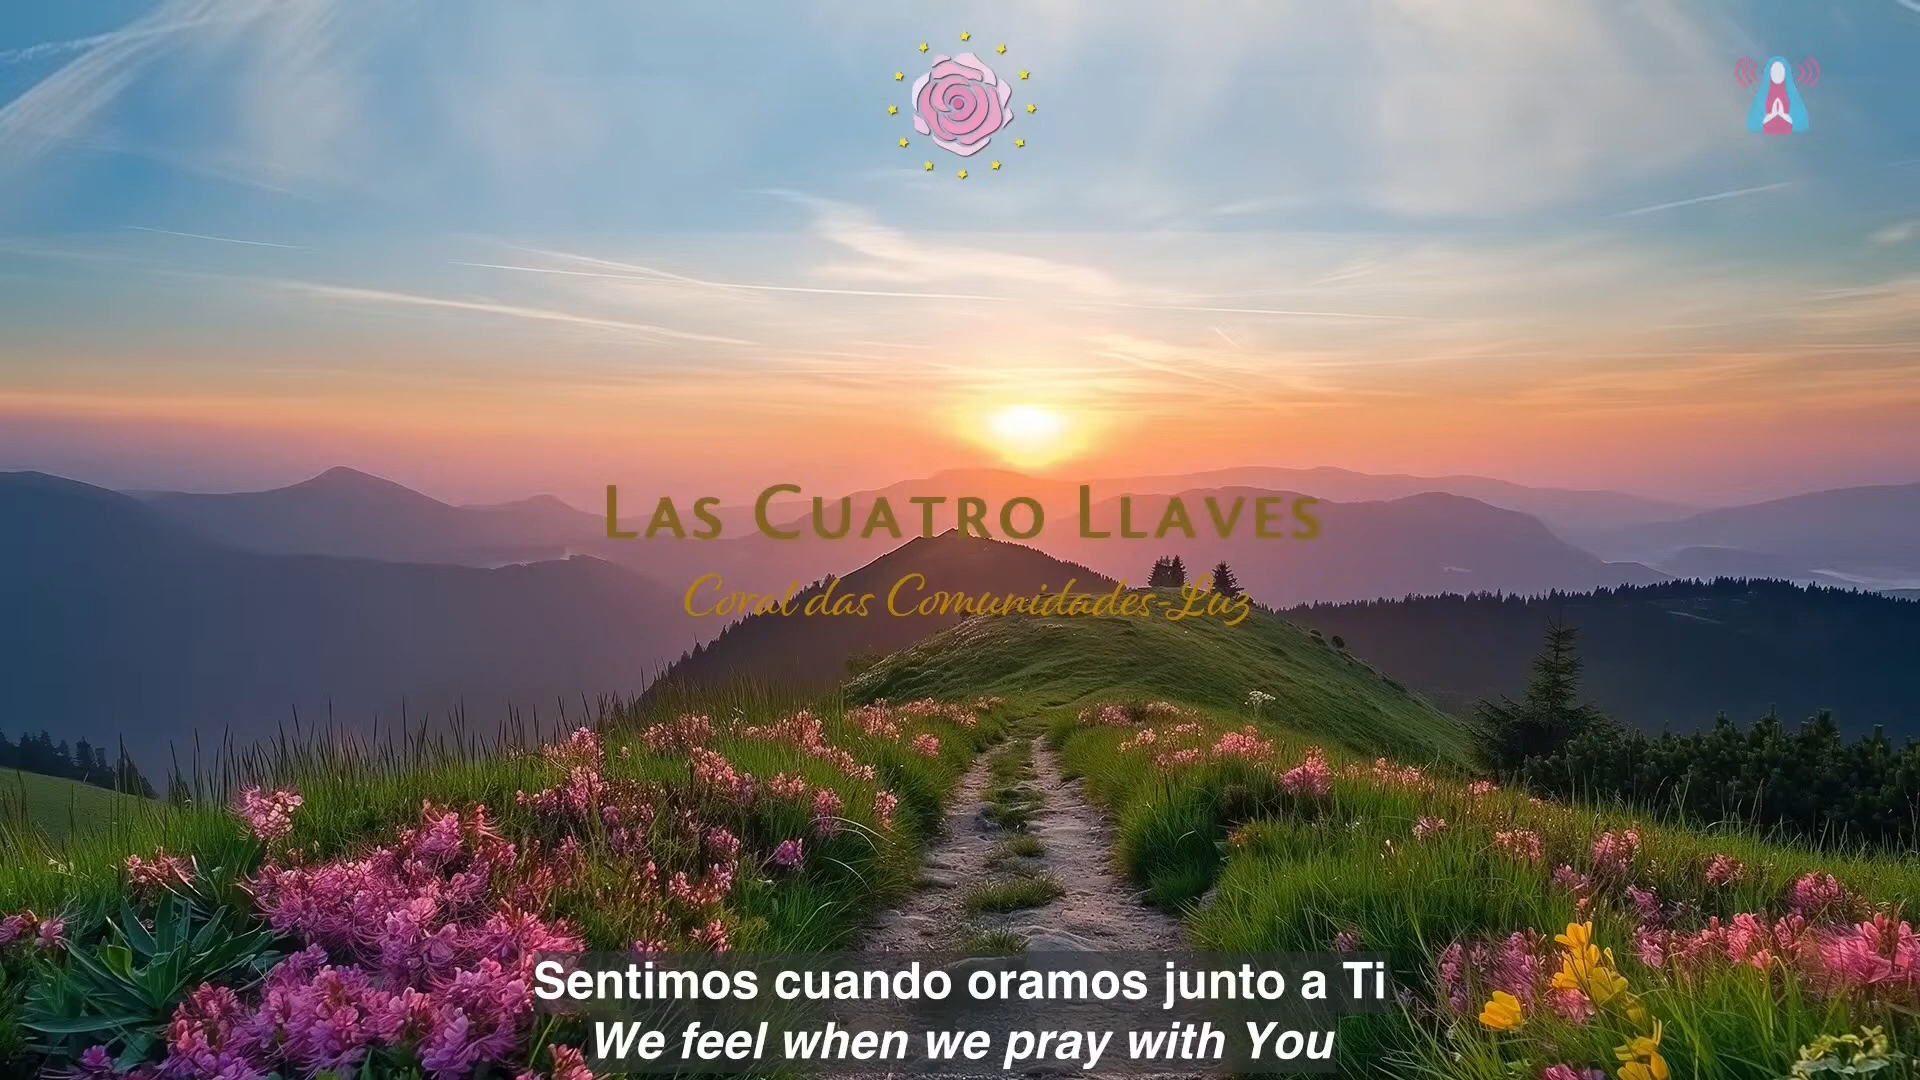 Las Cuatro Llaves
Coral das Comunidades-Luz
Sentimos cuando oramos junto a Ti
We feel when we pray with You